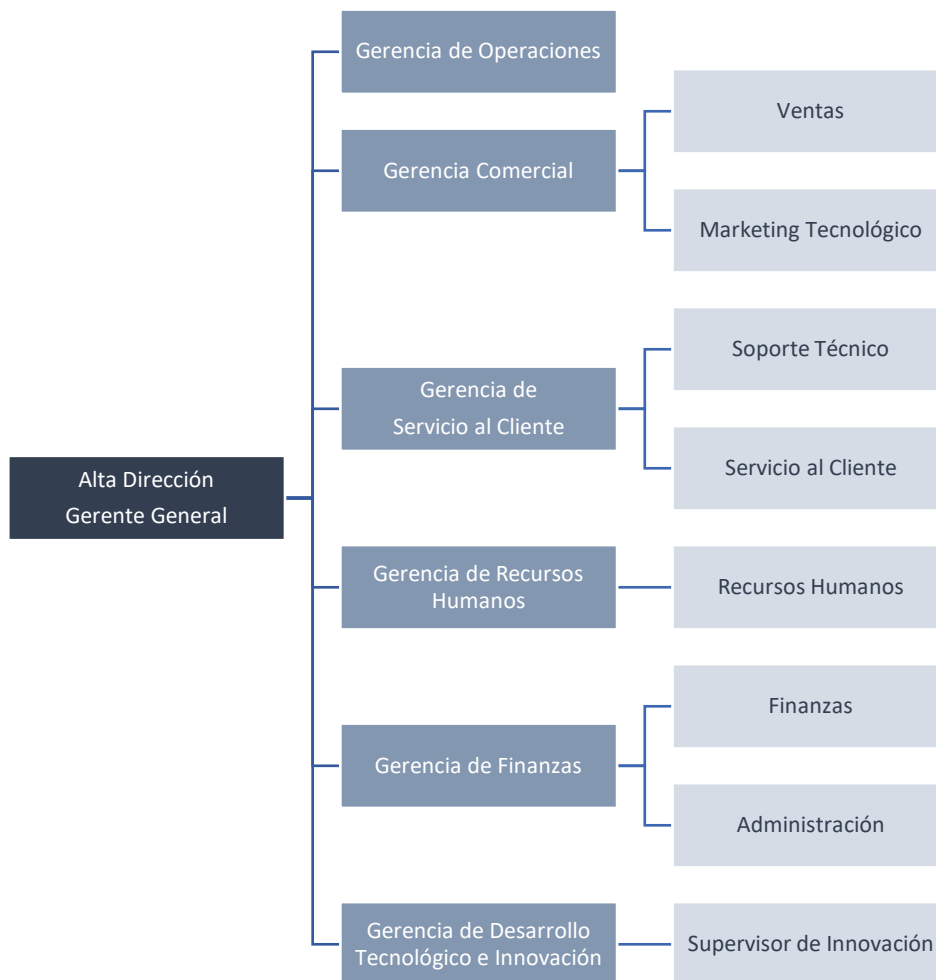 Gerencia de Operaciones
Ventas
Gerencia Comercial
Marketing Tecnológico
Soporte Técnico
Gerencia de
Servicio al Cliente
Servicio al Cliente
Alta Dirección
Gerente General
Gerencia de Recursos
Humanos
Recursos Humanos
Finanzas
Gerencia de Finanzas
Administración
Gerencia de Desarrollo
Tecnológico e Innovación
Supervisor de Innovación